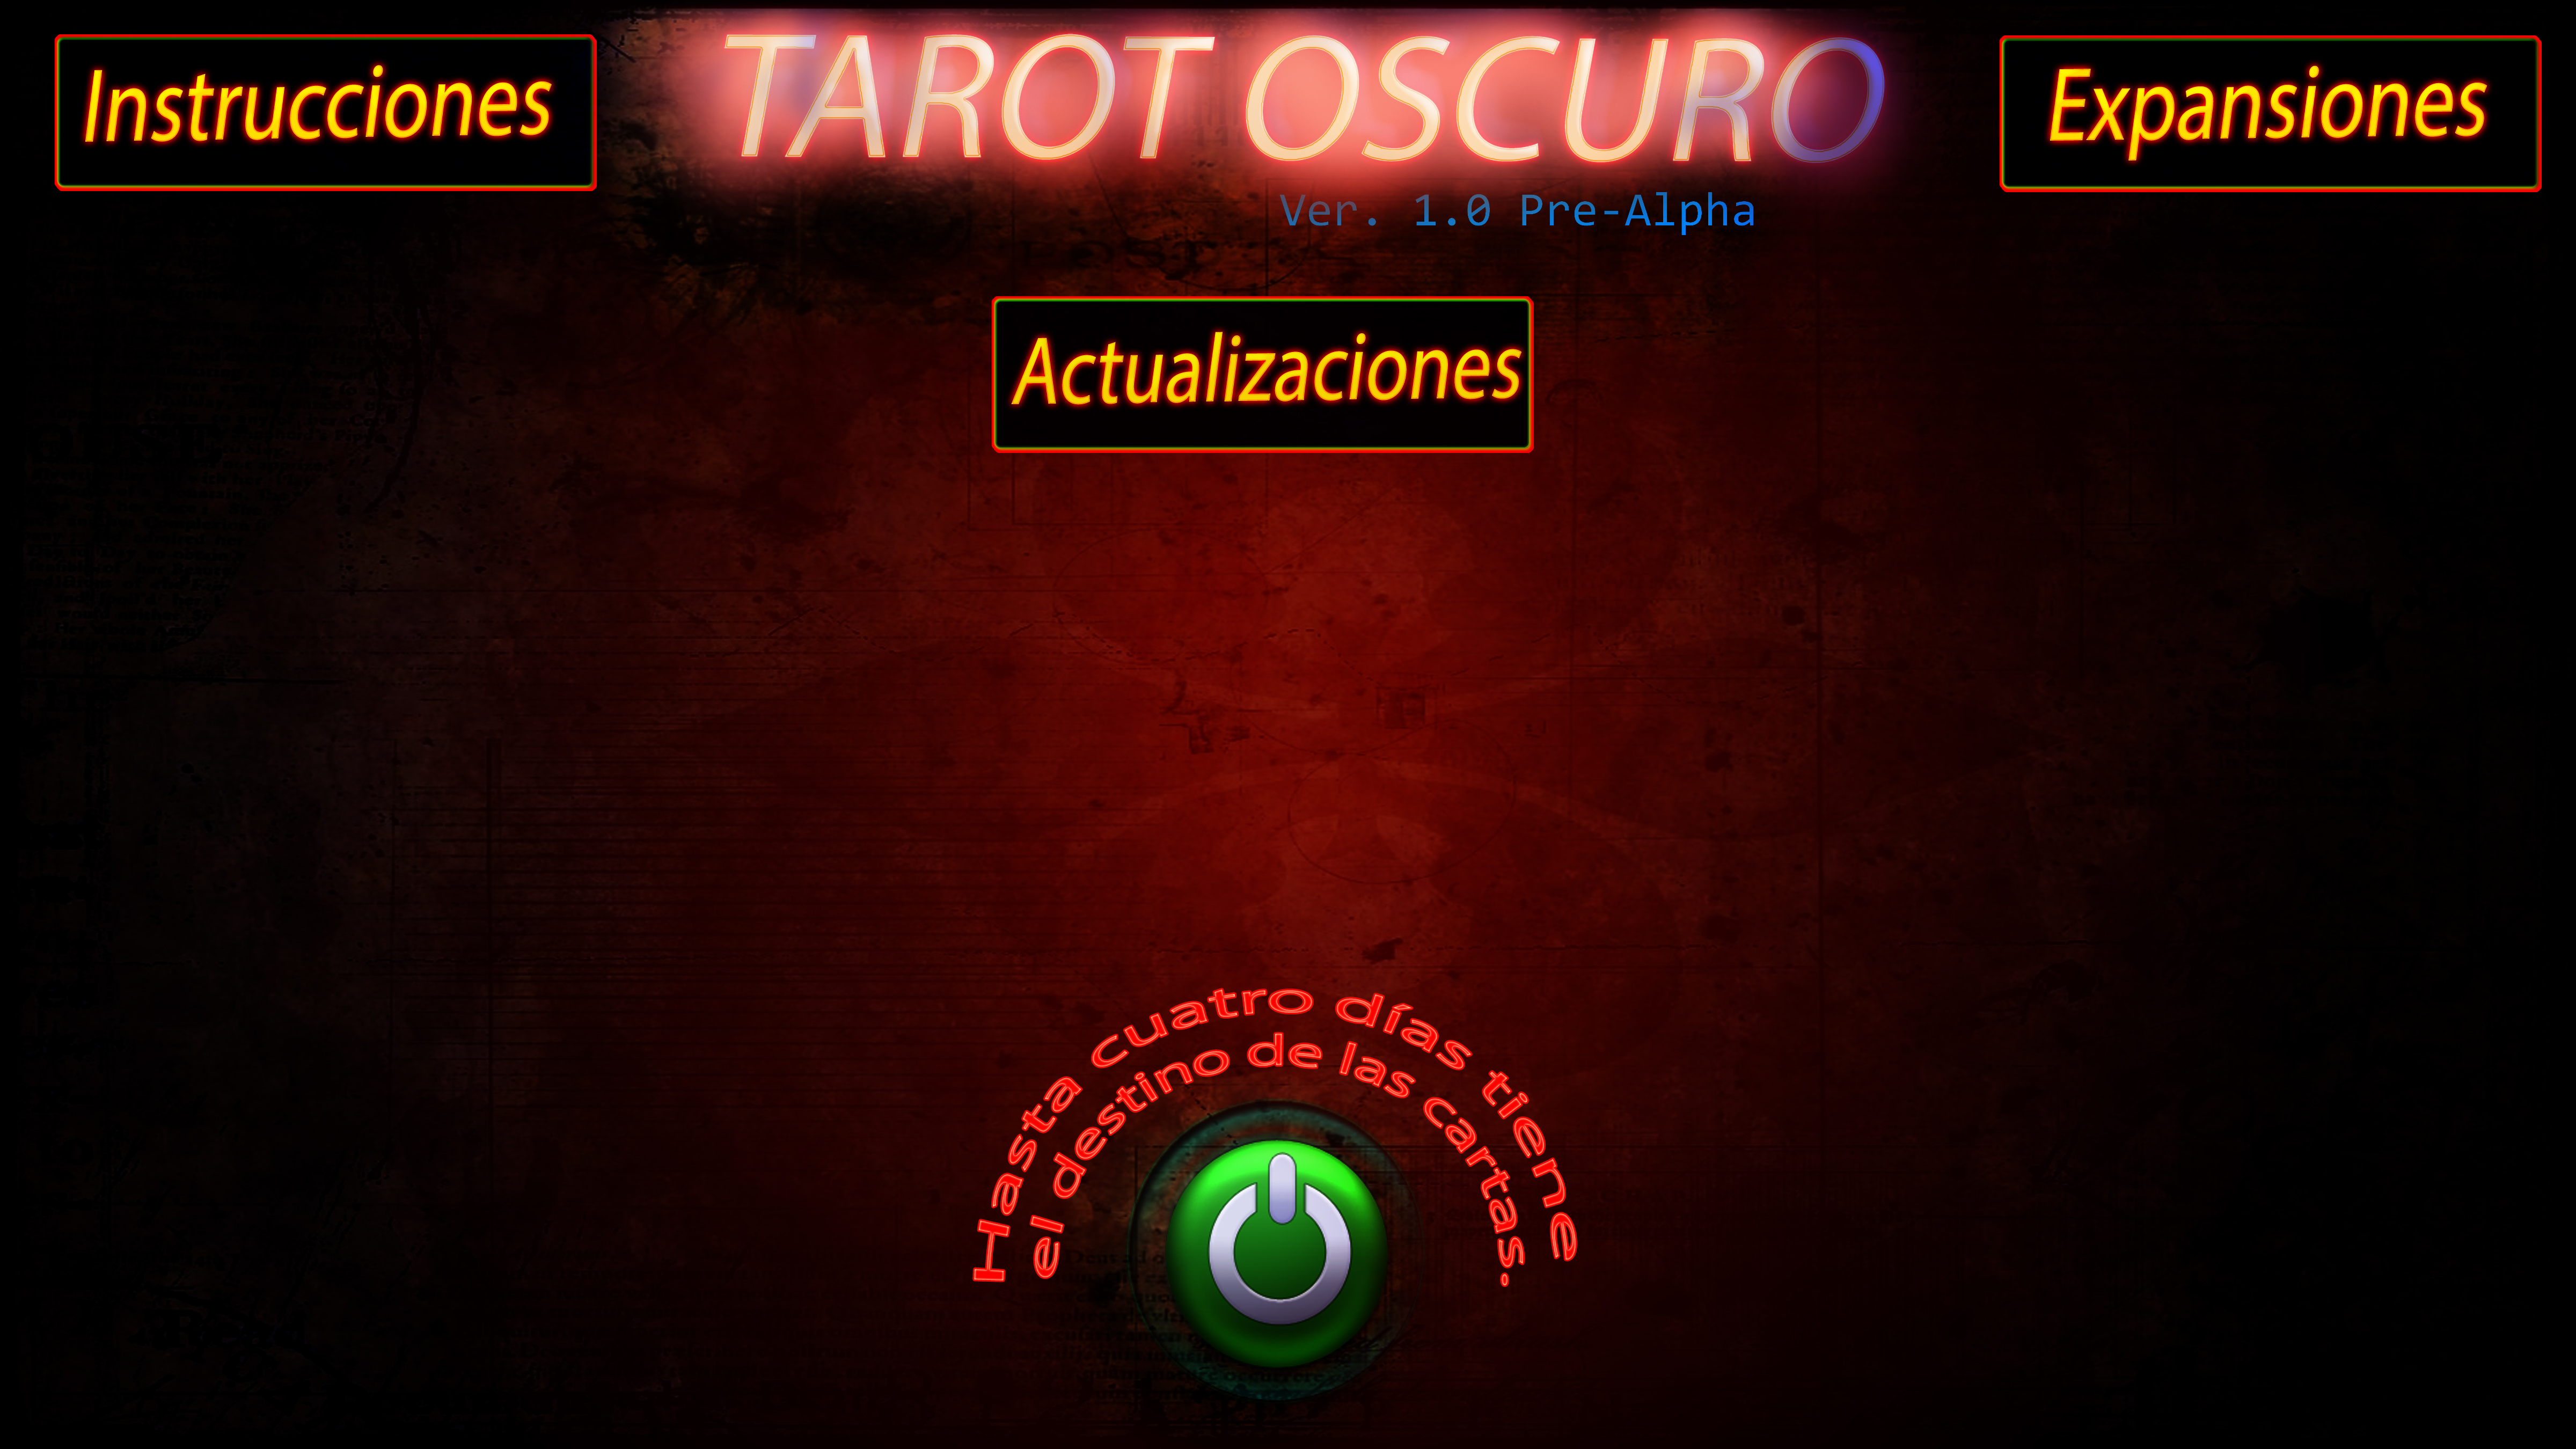 Instrucciones
TAROT OSCURO
Expansiones
Ver. 1.0 Pre-Alpha
Actualizaciones
Hasta cuatro días tiene
el destino de las cartas.